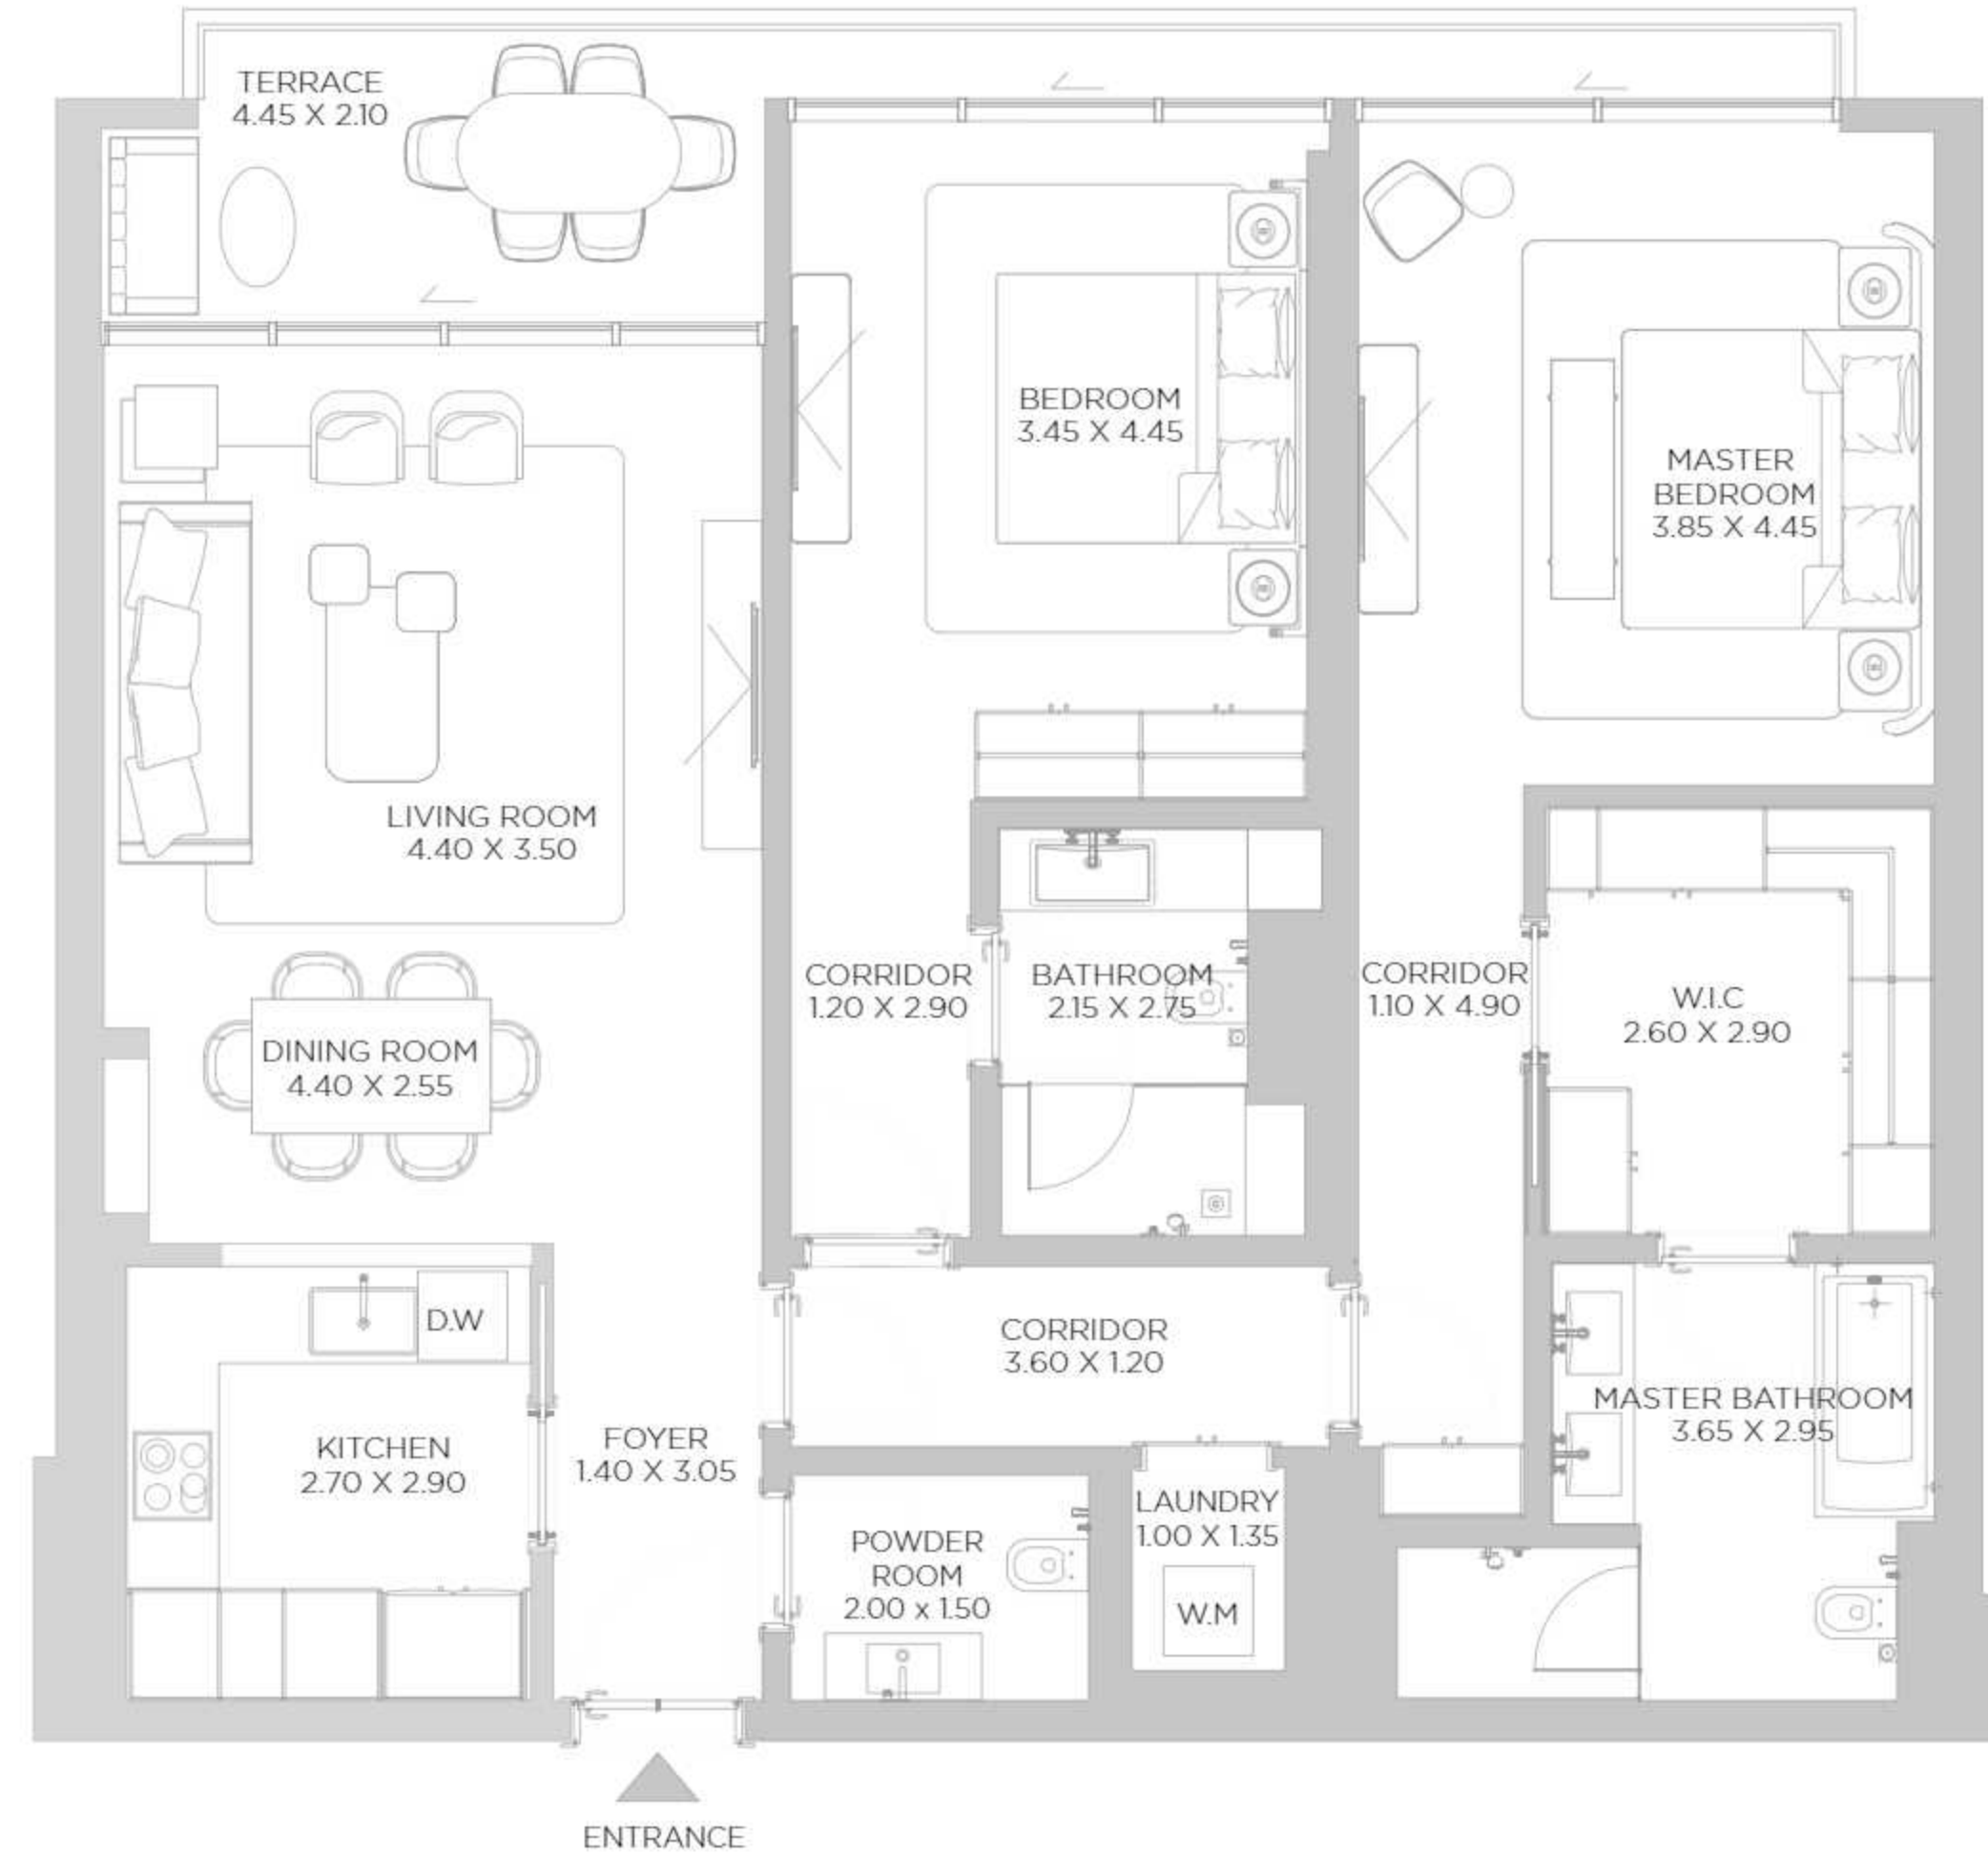 TERRACE
4.45 X 2.10
BEDROOM
3.45 X 4.45
MASTER
BEDROOM
3.85 X 4.45
LIVING ROOM
4.40 X 3.50
CORRIDOR
1.20 X 2.90
BATHROOM
2.15 X 2.75
CORRIDOR
1.10 X 4.90
W.I.C
2.60 X 2.90
DINING ROOM
4.40 X 2.55
D.W
CORRIDOR
3.60 X 1.20
MASTER BATHROOM
3.65 X 2.95
KITCHEN
2.70 X 2.90
FOYER
1.40 X 3.05
POWDER
ROOM
2.00 x 1.50
LAUNDRY
1.00 X 1.35
W.M
ENTRANCE